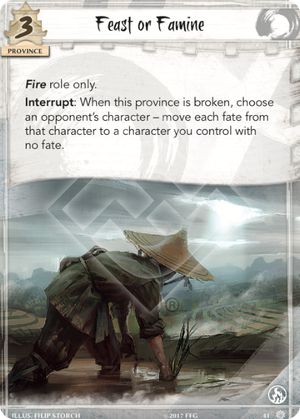 3
Feast or Famine
PROVINCE
Fire role only.
Interrupt: When this province is broken, choose
an opponent's character – move each fate from
that character to a character you control with
no fate.
ILLUS. FILIP STORCH
© 2017 FFG
41